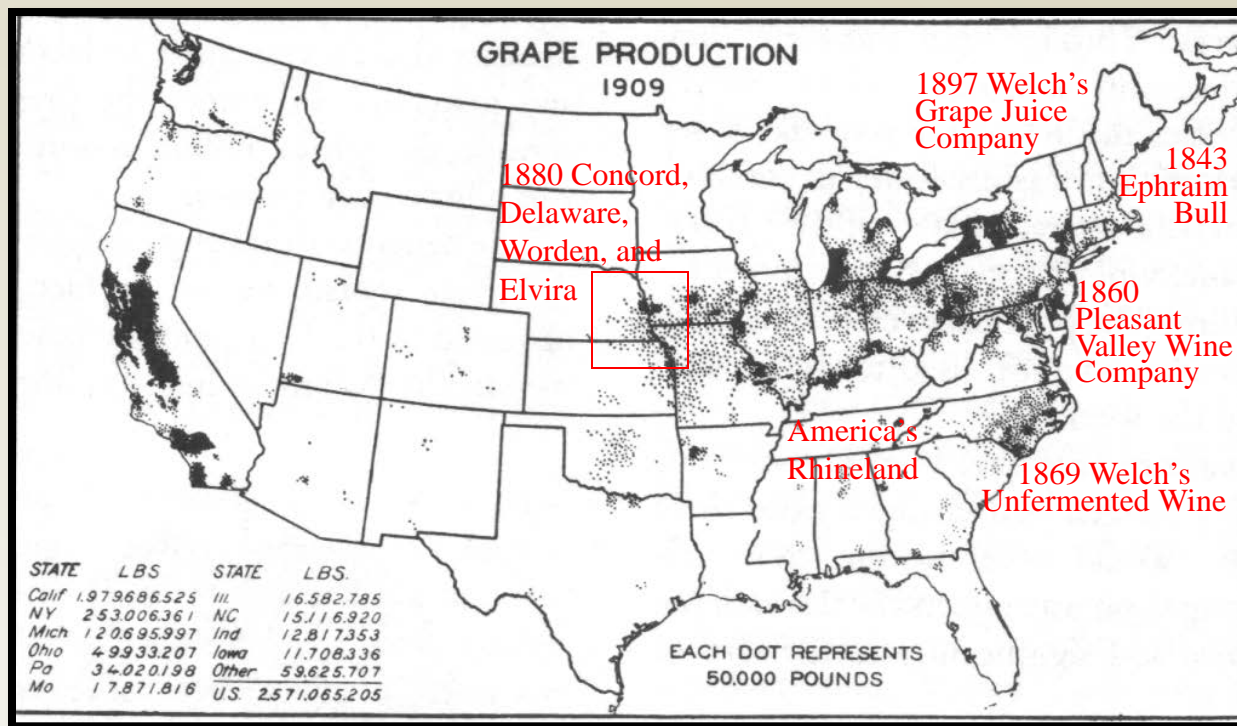 GRAPE PRODUCTION
1909
1897 Welch's
Grape Juice
Company
1843
Ephraim
Bull
1880 Concord,
Delaware,
Worden, and
Elvira
1860
Pleasant
Valley Wine
Company
America's
Rhineland
1869 Welch's
Unfermented Wine
STATE LBS STATE LBS.
Calif 1.979.686.525 Ill 16.582.785
NY 253.006.361 NC 15.116.920
Mich 120.695.997 Ind 12.817.353
Ohio 49.933.207 Iowa 11.708.336
Pa 34.020.198 Other 59.625.707
Mo 17.871.816 U.S. 2.571.065.205
EACH DOT REPRESENTS
50.000 POUNDS